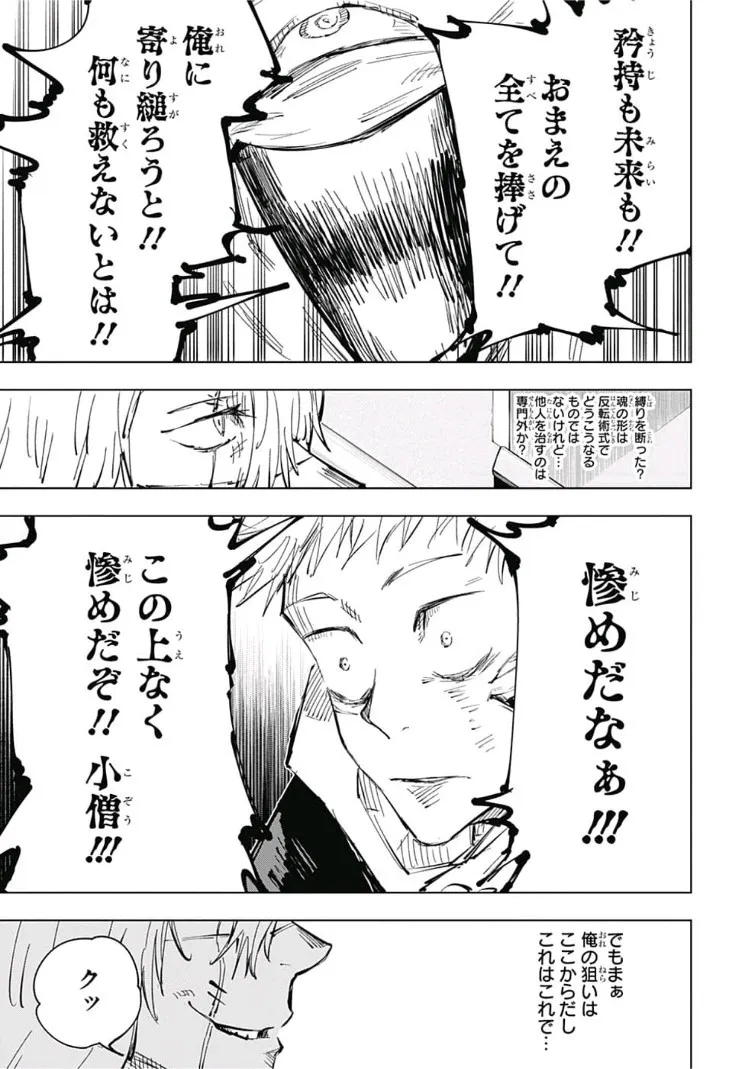 矜持も未来も!!
おまえの
全てを捧げて!!
俺に
寄り縋ろうと!!
何も救えないとは!!
縛りを断った?
魂の形は
反転術式で
どうこうなる
ものでは
ないけれど…
他人を治すのは
専門外か?
惨めだなぁ!!!
この上なく
惨めだぞ!! 小僧!!!
でもまぁ
俺の狙いは
ここからだし
これはこれで…
クッ